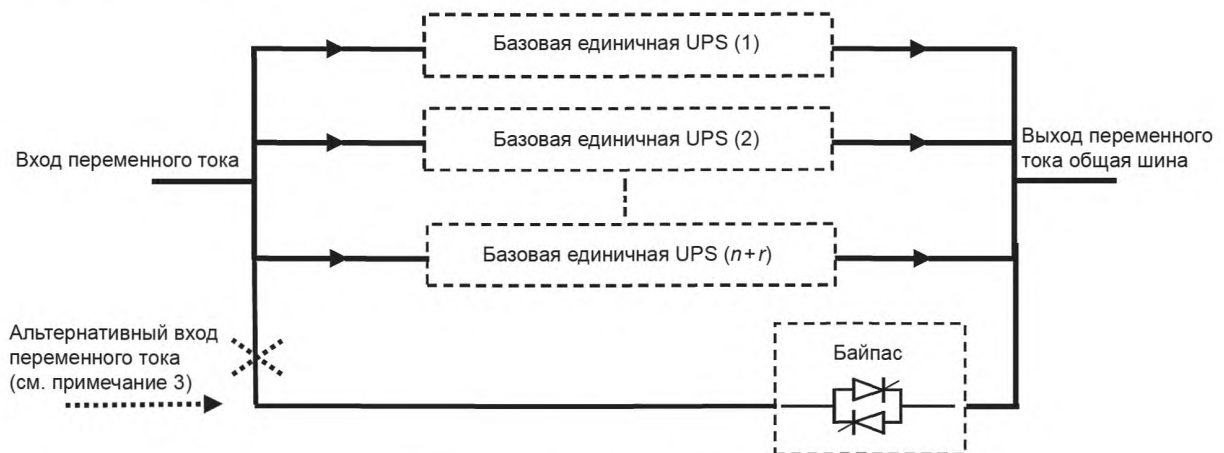 Базовая единичная UPS (1)
Базовая единичная UPS (2)
Вход переменного тока
Выход переменного
тока общая шина
Базовая единичная UPS (n+r)
Альтернативный вход
переменного тока
(см. примечание 3)
Байпас